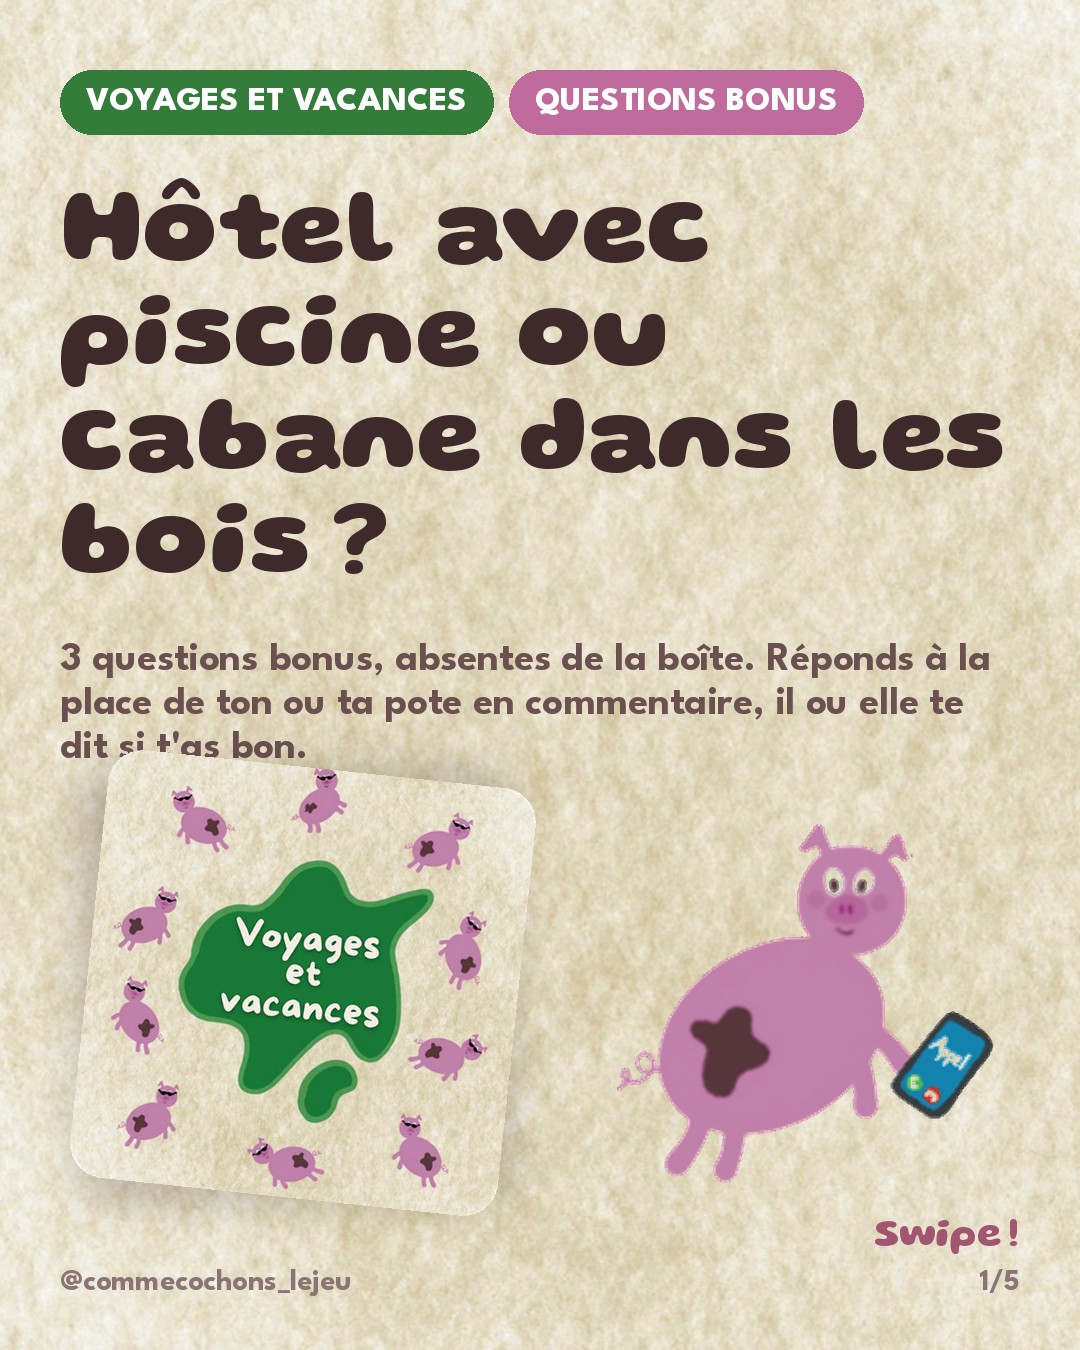 VOYAGES ET VACANCES
QUESTIONS BONUS
Hôtel avec
piscine ou
cabane dans les
bois ?
3 questions bonus, absentes de la boîte. Réponds à la
place de ton ou ta pote en commentaire, il ou elle te
dit si t'as bon.
Voyages
et
vacances
Appel
Swipe !
@commecochons_lejeu
1/5